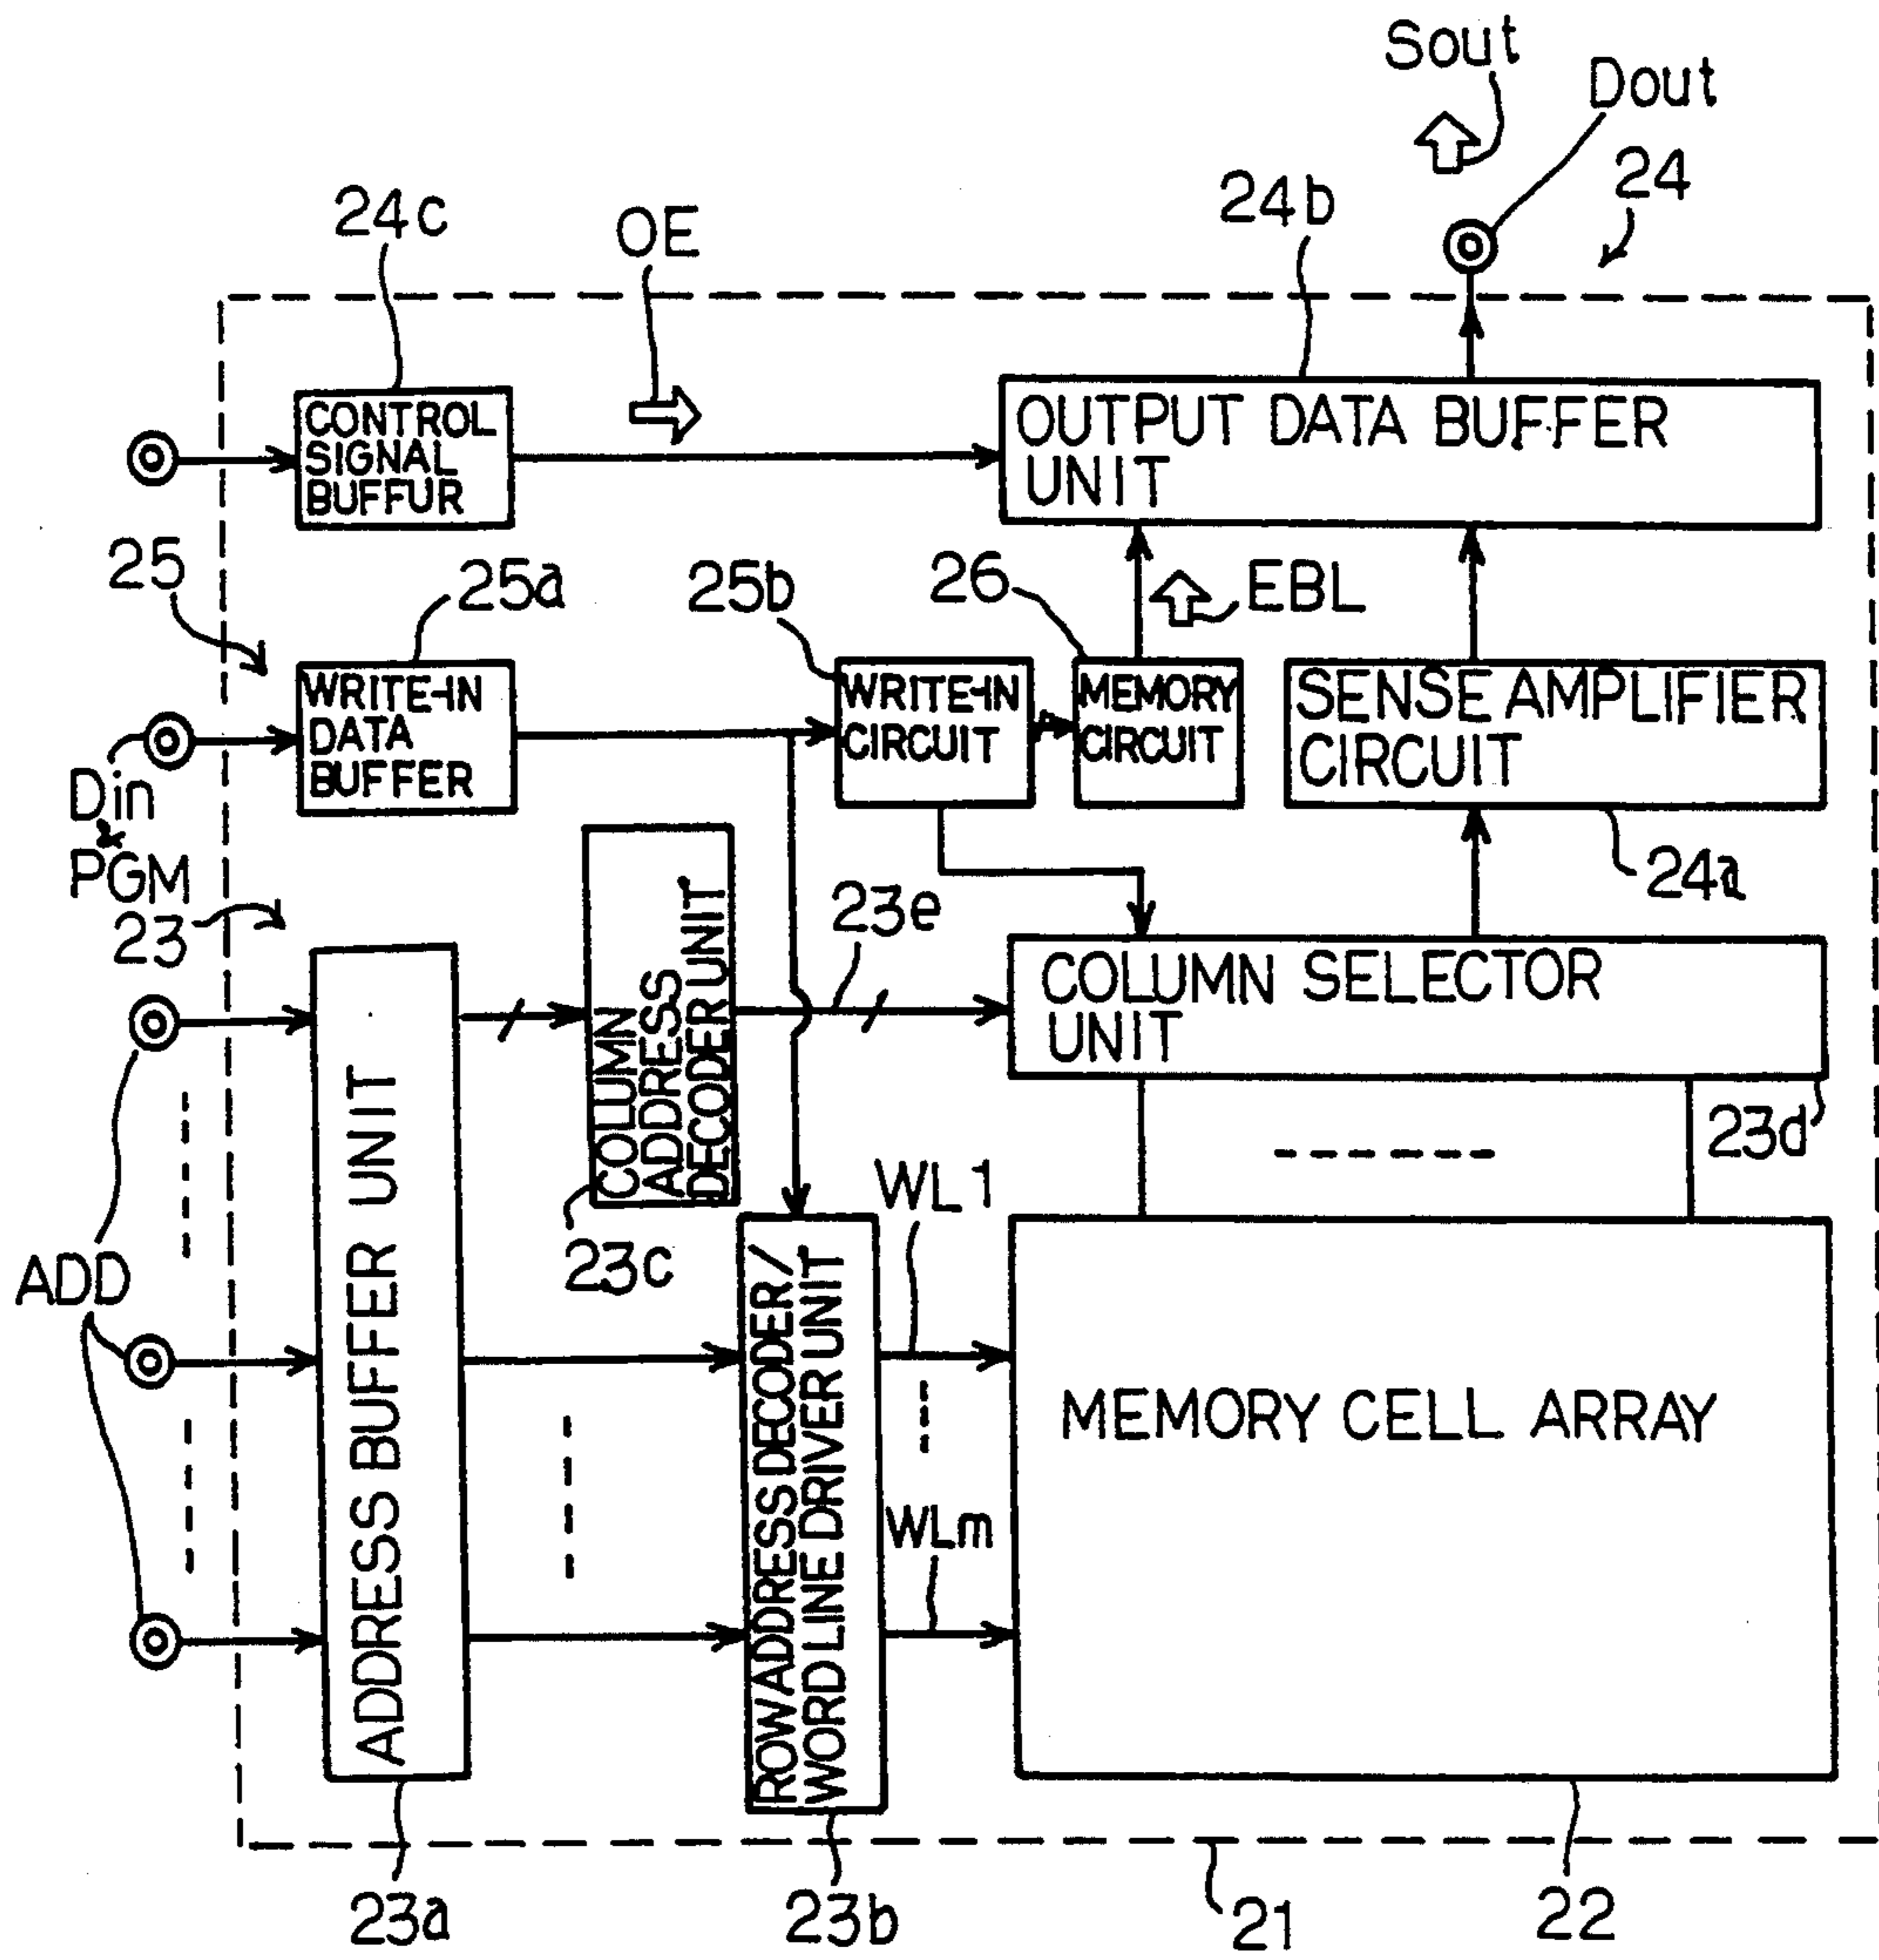 Sout
Dout
24
24c
OE
24b
CONTROL
SIGNAL
BUFFUR
OUTPUT DATA BUFFER
UNIT
25
25a
25b
26
EBL
WRITE-IN
DATA
BUFFER
WRITE-IN
CIRCUIT
MEMORY
CIRCUIT
SENSE AMPLIFIER
CIRCUIT
Din
&
PGM
24a
23
23e
COLUMN
ADDRESS
DECODER UNIT
COLUMN SELECTOR
UNIT
23d
23c
WL1
ADD
ADDRESS BUFFER UNIT
ROW ADDRESS DECODER/
WORD LINE DRIVER UNIT
MEMORY CELL ARRAY
WLm
23a
23b
21
22